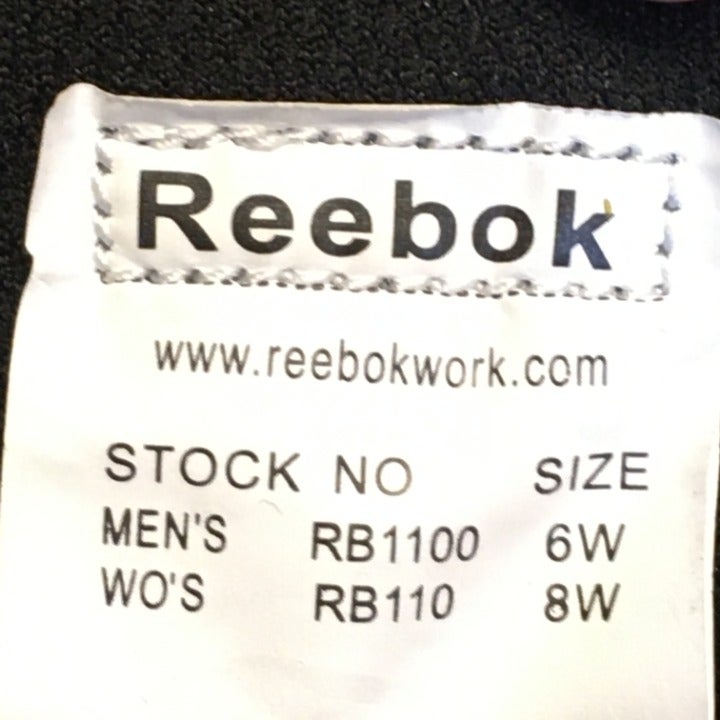 Reebok
www.reebokwork.com
STOCK NO SIZE
MEN'S RB1100 6W
WO'S RB110 8W